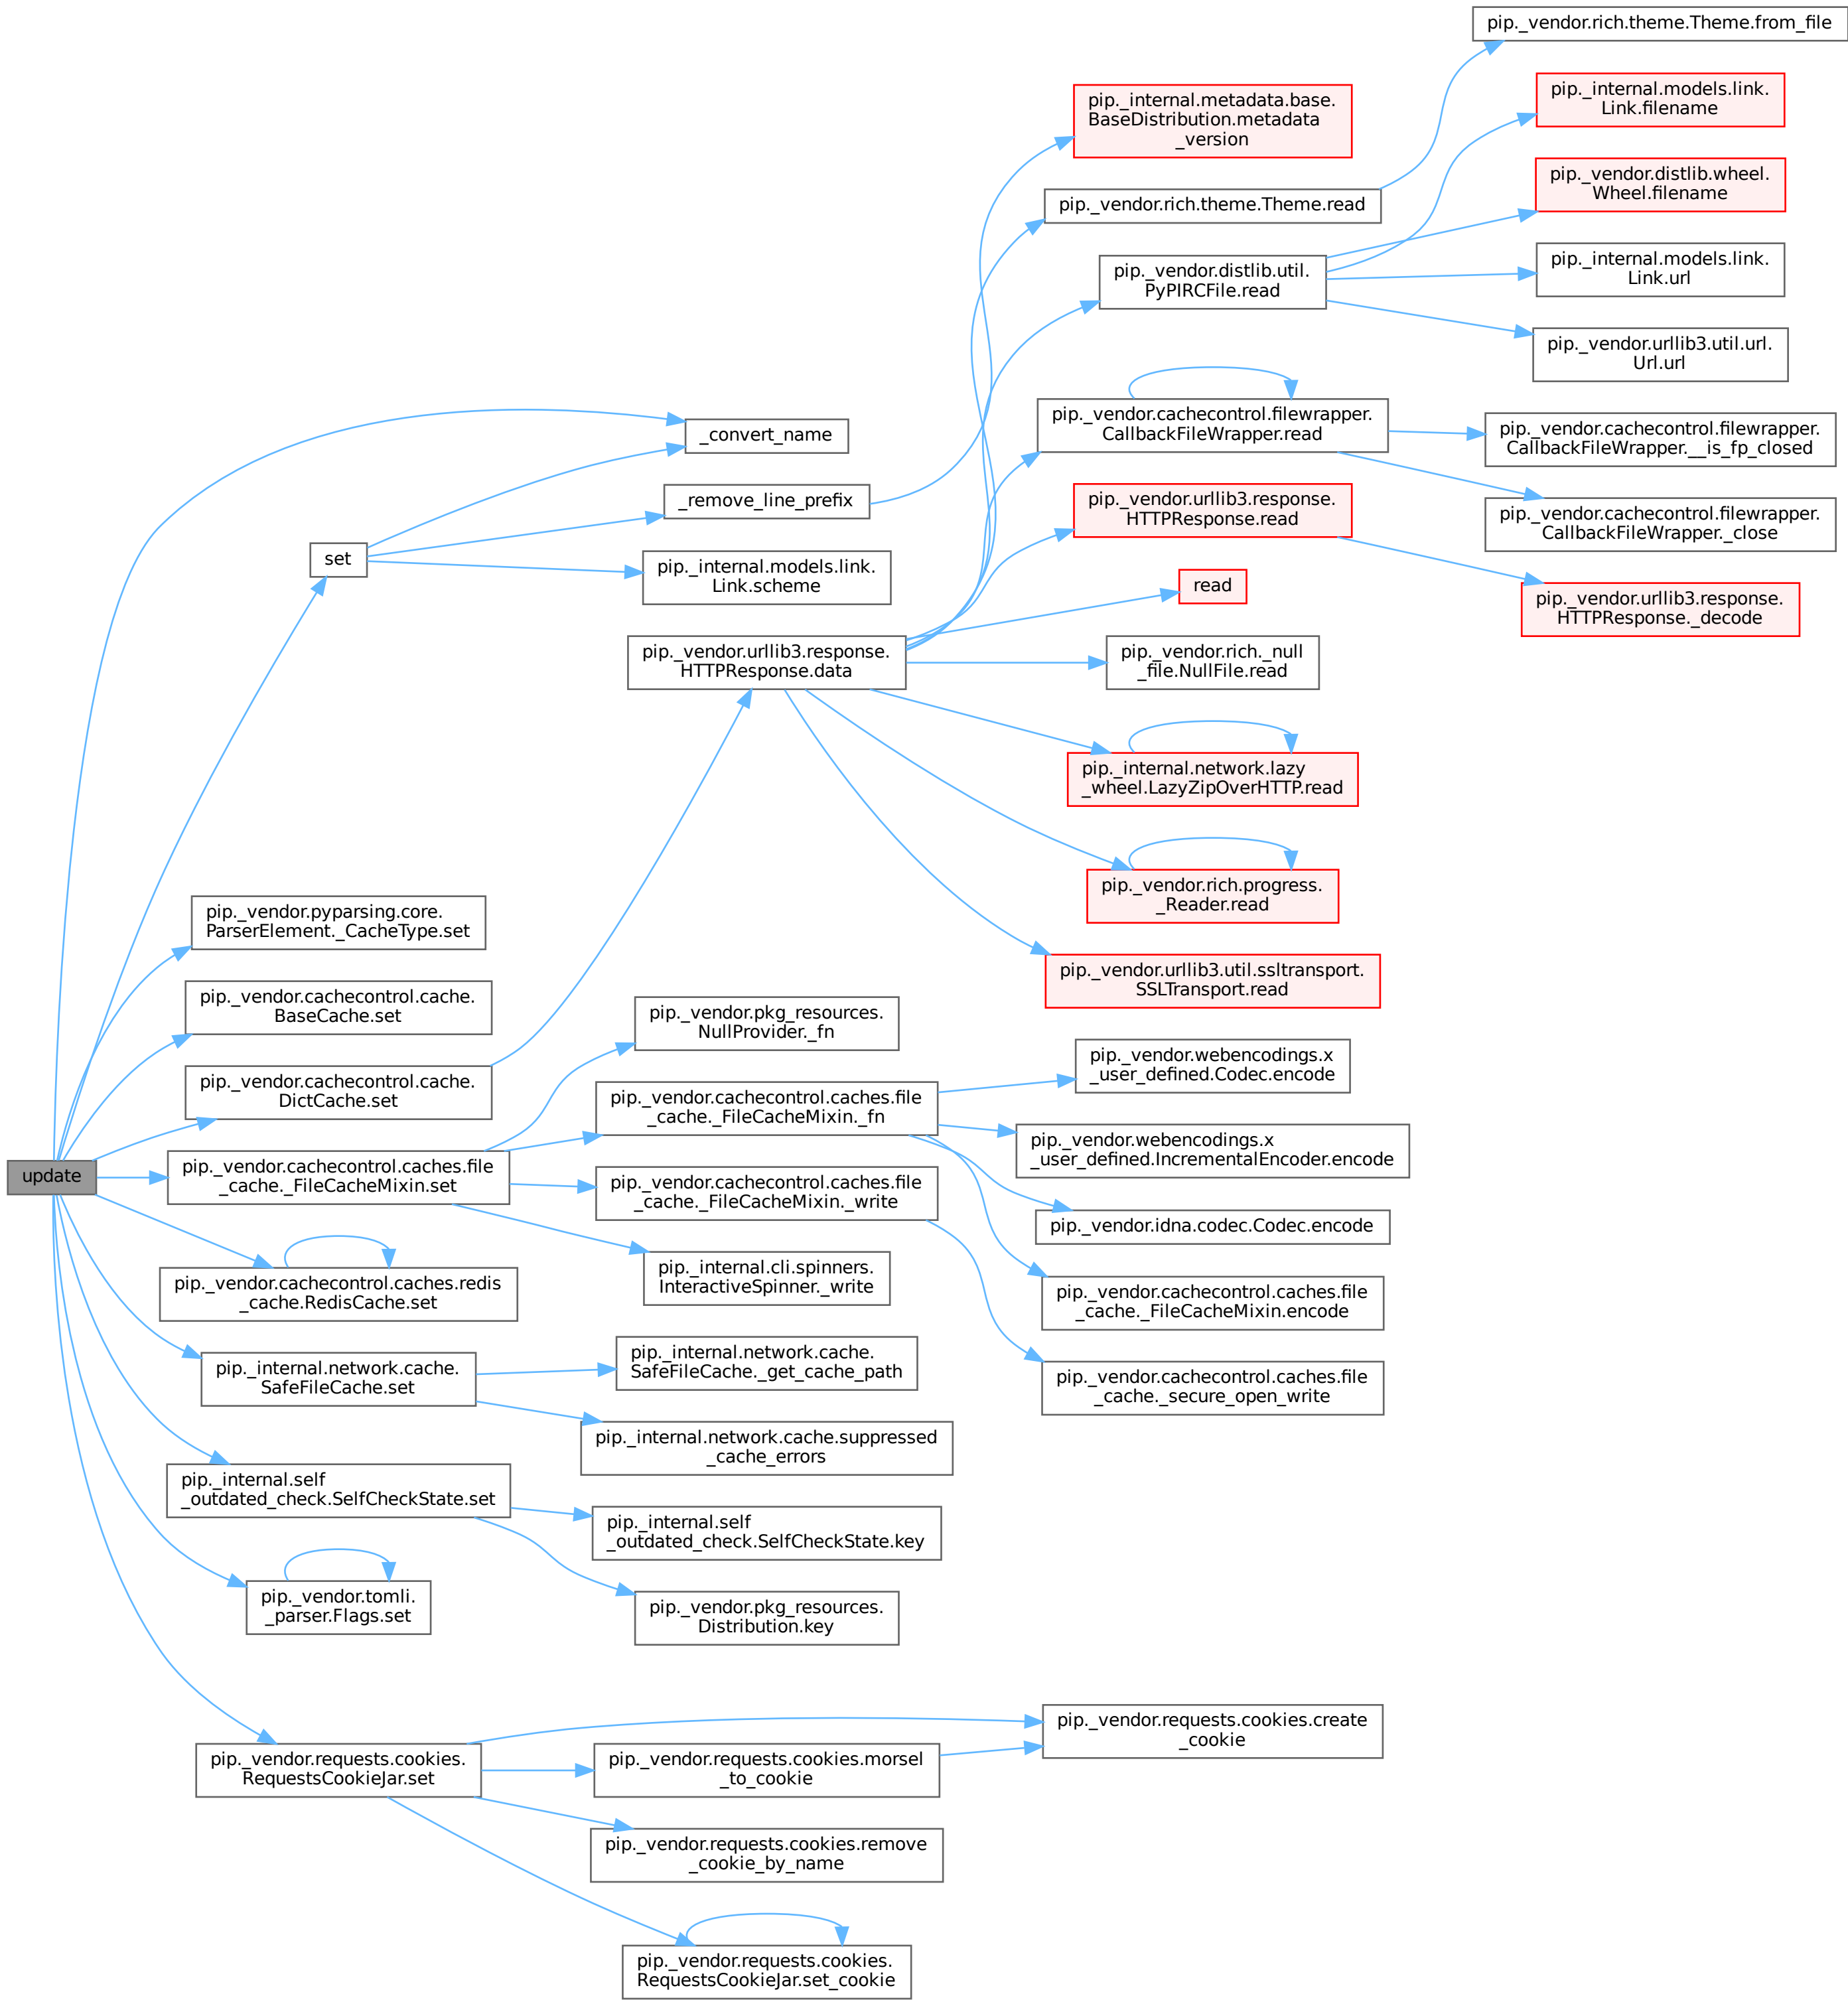 update
_convert_name
set
_remove_line_prefix
pip._internal.models.link.
Link.scheme
pip._vendor.pyparsing.core.
ParserElement._CacheType.set
pip._vendor.cachecontrol.cache.
BaseCache.set
pip._vendor.cachecontrol.cache.
DictCache.set
pip._vendor.cachecontrol.caches.file
_cache._FileCacheMixin.set
pip._vendor.cachecontrol.caches.redis
_cache.RedisCache.set
pip._internal.network.cache.
SafeFileCache.set
pip._internal.self
_outdated_check.SelfCheckState.set
pip._vendor.tomli.
_parser.Flags.set
pip._vendor.requests.cookies.
RequestsCookieJar.set
pip._vendor.urllib3.response.
HTTPResponse.data
pip._vendor.pkg_resources.
NullProvider._fn
pip._vendor.cachecontrol.caches.file
_cache._FileCacheMixin._fn
pip._vendor.cachecontrol.caches.file
_cache._FileCacheMixin._write
pip._internal.cli.spinners.
InteractiveSpinner._write
pip._internal.network.cache.
SafeFileCache._get_cache_path
pip._internal.network.cache.suppressed
_cache_errors
pip._internal.self
_outdated_check.SelfCheckState.key
pip._vendor.pkg_resources.
Distribution.key
pip._vendor.requests.cookies.morsel
_to_cookie
pip._vendor.requests.cookies.remove
_cookie_by_name
pip._vendor.requests.cookies.
RequestsCookieJar.set_cookie
pip._internal.metadata.base.
BaseDistribution.metadata
_version
pip._vendor.rich.theme.Theme.read
pip._vendor.distlib.util.
PyPIRCFile.read
pip._vendor.cachecontrol.filewrapper.
CallbackFileWrapper.read
pip._vendor.urllib3.response.
HTTPResponse.read
read
pip._vendor.rich._null
_file.NullFile.read
pip._internal.network.lazy
_wheel.LazyZipOverHTTP.read
pip._vendor.rich.progress.
_Reader.read
pip._vendor.urllib3.util.ssltransport.
SSLTransport.read
pip._vendor.webencodings.x
_user_defined.Codec.encode
pip._vendor.webencodings.x
_user_defined.IncrementalEncoder.encode
pip._vendor.idna.codec.Codec.encode
pip._vendor.cachecontrol.caches.file
_cache._FileCacheMixin.encode
pip._vendor.cachecontrol.caches.file
_cache._secure_open_write
pip._vendor.requests.cookies.create
_cookie
pip._vendor.rich.theme.Theme.from_file
pip._internal.models.link.
Link.filename
pip._vendor.distlib.wheel.
Wheel.filename
pip._internal.models.link.
Link.url
pip._vendor.urllib3.util.url.
Url.url
pip._vendor.cachecontrol.filewrapper.
CallbackFileWrapper.__is_fp_closed
pip._vendor.cachecontrol.filewrapper.
CallbackFileWrapper._close
pip._vendor.urllib3.response.
HTTPResponse._decode